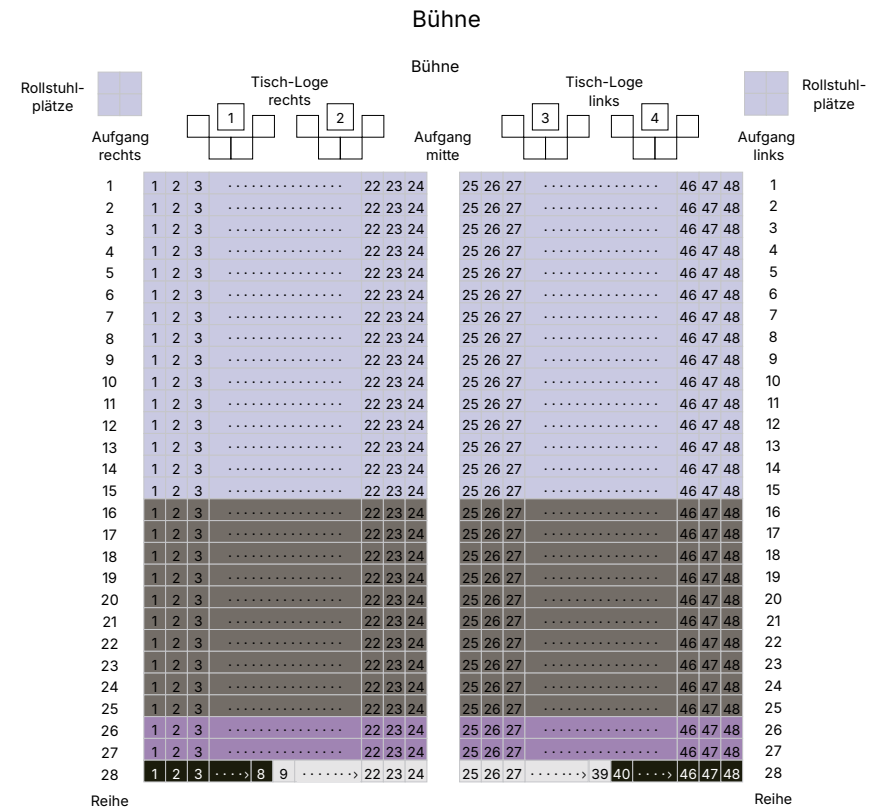 Bühne
Bühne
Rollstuhl-
plätze
Tisch-Loge
rechts
Tisch-Loge
links
Rollstuhl-
plätze
1
2
3
4
Aufgang
rechts
Aufgang
mitte
Aufgang
links
1 1 2 3 ............... 22 23 24 25 26 27 ............... 46 47 48 1
2 1 2 3 ............... 22 23 24 25 26 27 ............... 46 47 48 2
3 1 2 3 ............... 22 23 24 25 26 27 ............... 46 47 48 3
4 1 2 3 ............... 22 23 24 25 26 27 ............... 46 47 48 4
5 1 2 3 ............... 22 23 24 25 26 27 ............... 46 47 48 5
6 1 2 3 ............... 22 23 24 25 26 27 ............... 46 47 48 6
7 1 2 3 ............... 22 23 24 25 26 27 ............... 46 47 48 7
8 1 2 3 ............... 22 23 24 25 26 27 ............... 46 47 48 8
9 1 2 3 ............... 22 23 24 25 26 27 ............... 46 47 48 9
10 1 2 3 ............... 22 23 24 25 26 27 ............... 46 47 48 10
11 1 2 3 ............... 22 23 24 25 26 27 ............... 46 47 48 11
12 1 2 3 ............... 22 23 24 25 26 27 ............... 46 47 48 12
13 1 2 3 ............... 22 23 24 25 26 27 ............... 46 47 48 13
14 1 2 3 ............... 22 23 24 25 26 27 ............... 46 47 48 14
15 1 2 3 ............... 22 23 24 25 26 27 ............... 46 47 48 15
16 1 2 3 ............... 22 23 24 25 26 27 ............... 46 47 48 16
17 1 2 3 ............... 22 23 24 25 26 27 ............... 46 47 48 17
18 1 2 3 ............... 22 23 24 25 26 27 ............... 46 47 48 18
19 1 2 3 ............... 22 23 24 25 26 27 ............... 46 47 48 19
20 1 2 3 ............... 22 23 24 25 26 27 ............... 46 47 48 20
21 1 2 3 ............... 22 23 24 25 26 27 ............... 46 47 48 21
22 1 2 3 ............... 22 23 24 25 26 27 ............... 46 47 48 22
23 1 2 3 ............... 22 23 24 25 26 27 ............... 46 47 48 23
24 1 2 3 ............... 22 23 24 25 26 27 ............... 46 47 48 24
25 1 2 3 ............... 22 23 24 25 26 27 ............... 46 47 48 25
26 1 2 3 ............... 22 23 24 25 26 27 ............... 46 47 48 26
27 1 2 3 ............... 22 23 24 25 26 27 ............... 46 47 48 27
28 1 2 3 ····› 8 9 ·······› 22 23 24 25 26 27 ·······› 39 40 ····› 46 47 48 28
Reihe
Reihe